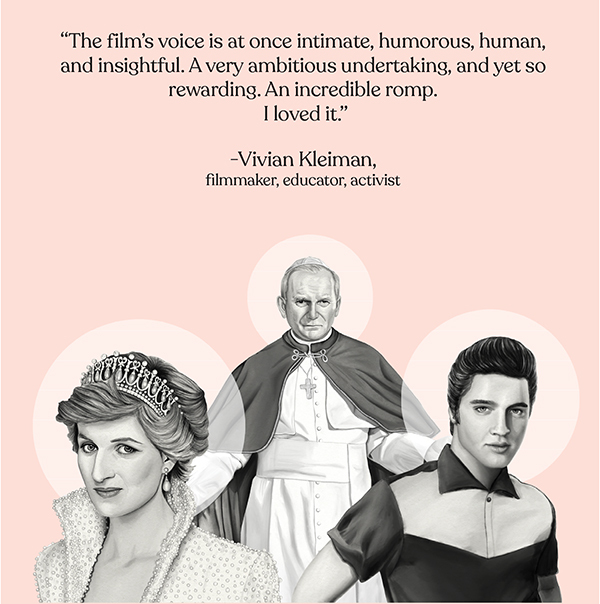 “The film’s voice is at once intimate, humorous, human,
and insightful. A very ambitious undertaking, and yet so
rewarding. An incredible romp.
I loved it.”
-Vivian Kleiman,
filmmaker, educator, activist